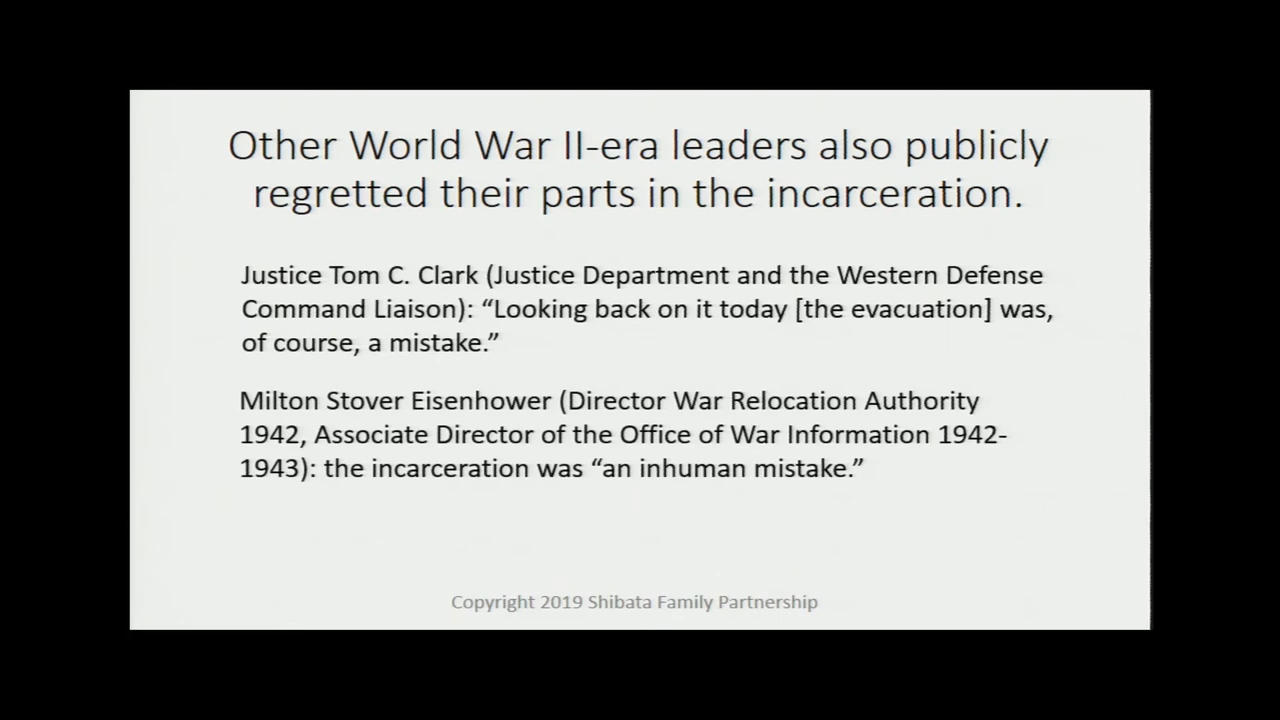 Other World War II-era leaders also publicly
regretted their parts in the incarceration.
Justice Tom C. Clark (Justice Department and the Western Defense
Command Liaison): “Looking back on it today [the evacuation] was,
of course, a mistake.”
Milton Stover Eisenhower (Director War Relocation Authority
1942, Associate Director of the Office of War Information 1942-
1943): the incarceration was “an inhuman mistake.”
Copyright 2019 Shibata Family Partnership